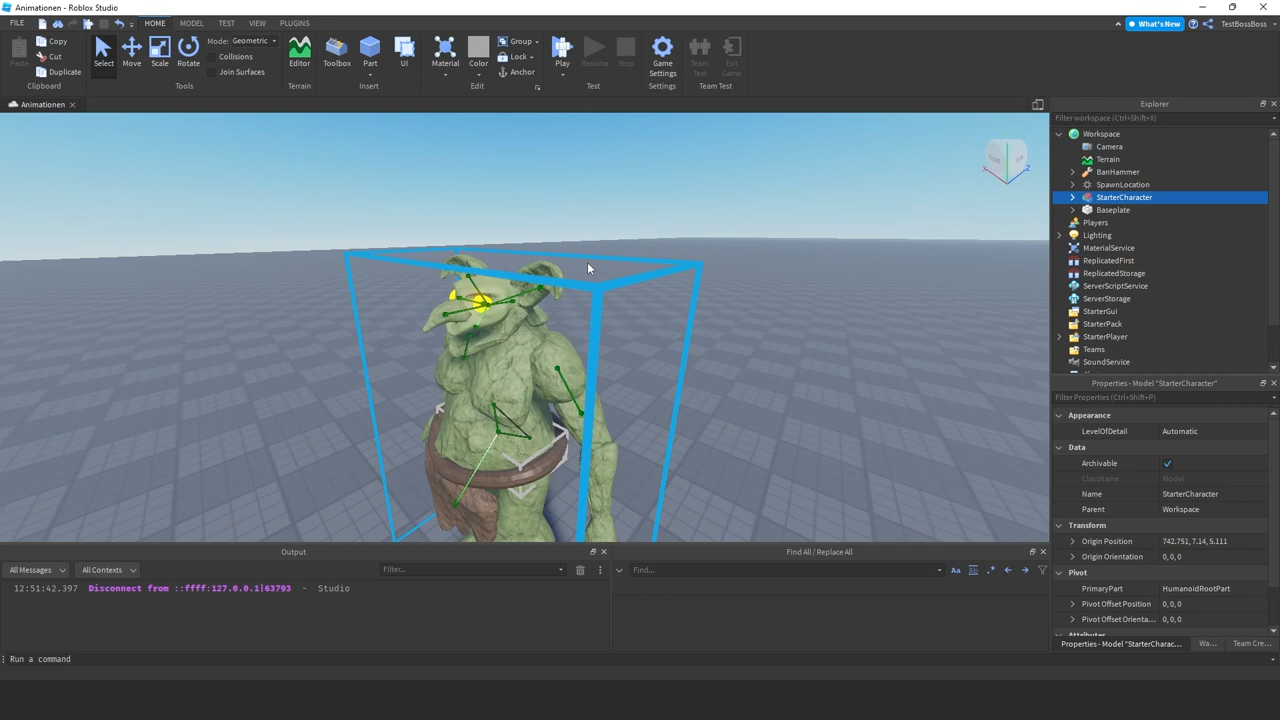 Animationen - Roblox Studio
FILE HOME MODEL TEST VIEW PLUGINS What's New TestBossBoss
Paste Copy Cut Duplicate Clipboard
Select Move Scale Rotate Mode: Geometric Collisions Join Surfaces Tools
Editor Terrain
Toolbox Part UI Insert
Material Color Group Lock Anchor Edit
Play Resume Stop Test
Game Settings Settings
Team Test Exit Game Team Test
Animationen
Explorer
Filter workspace (Ctrl+Shift+X)
Workspace
Camera
Terrain
BanHammer
SpawnLocation
StarterCharacter
Baseplate
Players
Lighting
MaterialService
ReplicatedFirst
ReplicatedStorage
ServerScriptService
ServerStorage
StarterGui
StarterPack
StarterPlayer
Teams
SoundService
Properties - Model "StarterCharacter"
Filter Properties (Ctrl+Shift+P)
Appearance
LevelOfDetail Automatic
Data
Archivable
ClassName Model
Name StarterCharacter
Parent Workspace
Transform
Origin Position 742.751, 7.14, 5.111
Origin Orientation 0, 0, 0
Pivot
PrimaryPart HumanoidRootPart
Pivot Offset Position 0, 0, 0
Pivot Offset Orienta... 0, 0, 0
Attributes
Properties - Model "StarterCharac... Wa... Team Cre...
Output
All Messages All Contexts Filter...
12:51:42.397 Disconnect from ::ffff:127.0.0.1|63793 - Studio
Find All / Replace All
Find... Aa Ab
Run a command